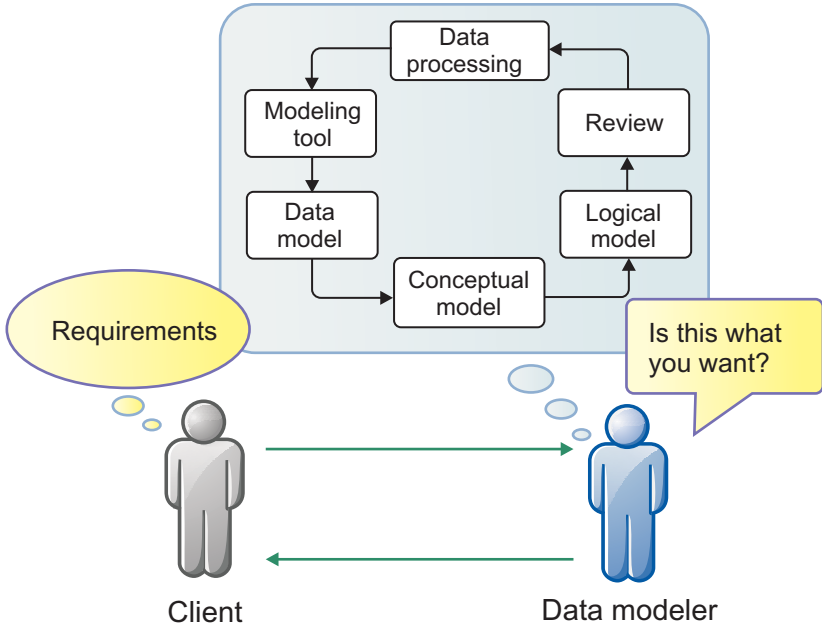 Data
processing
Modeling
tool
Review
Data
model
Logical
model
Conceptual
model
Requirements
Is this what
you want?
Client
Data modeler